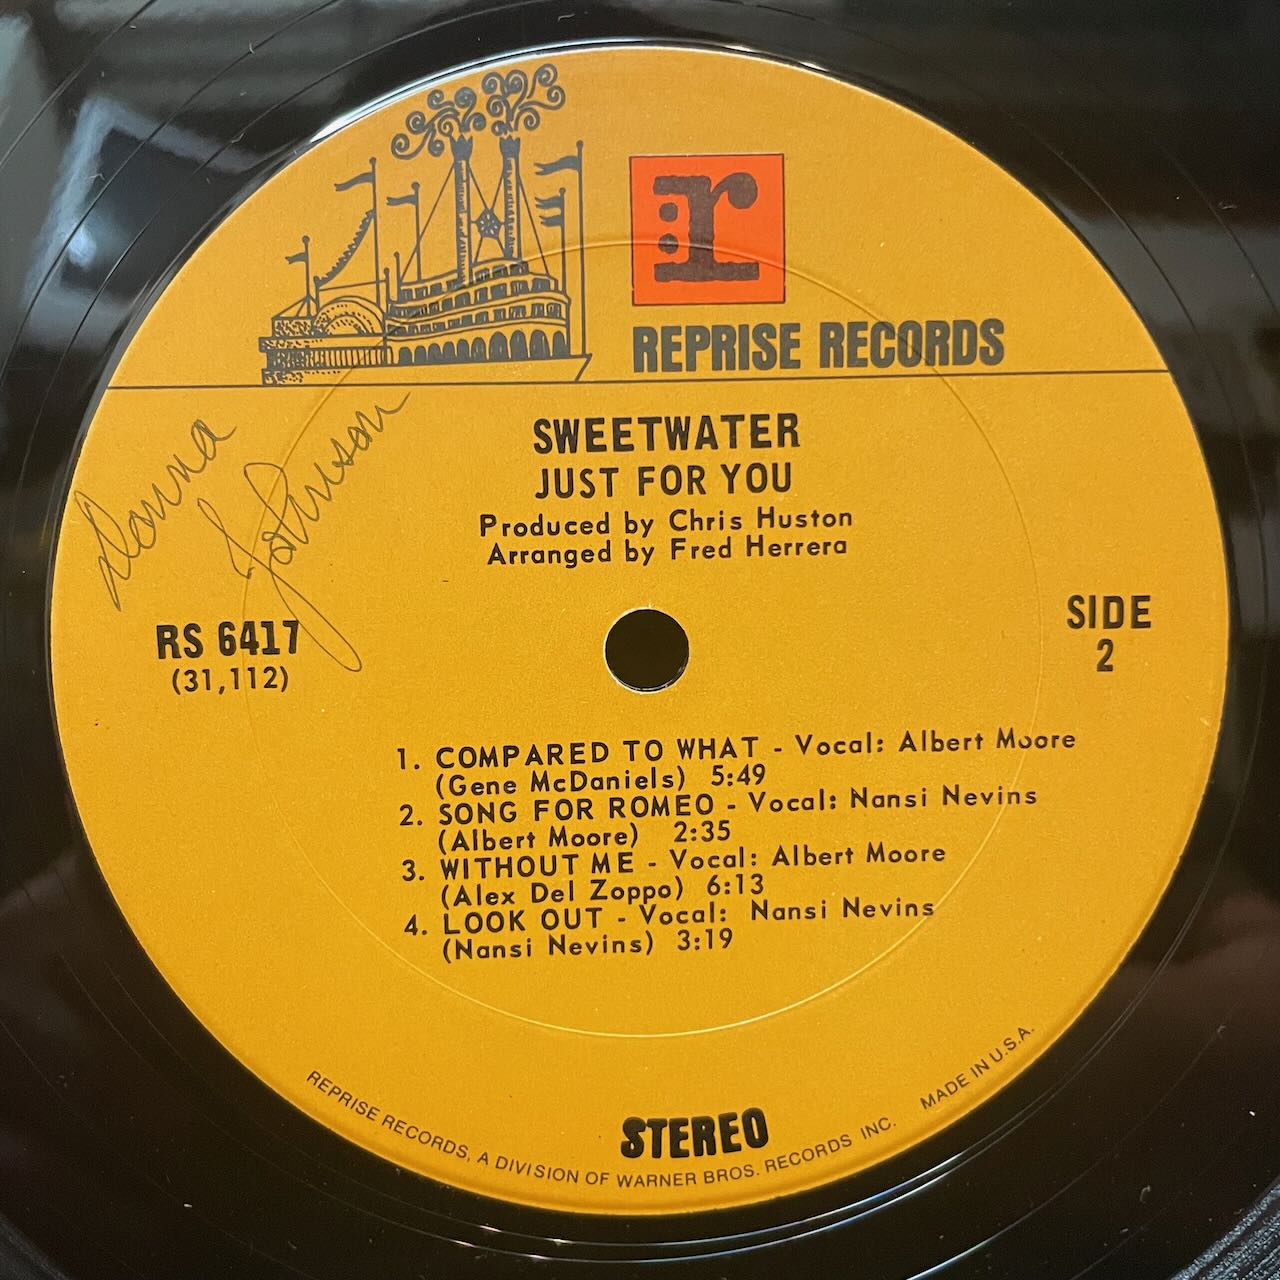 r
REPRISE RECORDS
SWEETWATER
JUST FOR YOU
Produced by Chris Huston
Arranged by Fred Herrera
Donna
Johnson
RS 6417
(31,112)
SIDE
2
1. COMPARED TO WHAT - Vocal: Albert Moore
(Gene McDaniels) 5:49
2. SONG FOR ROMEO - Vocal: Nansi Nevins
(Albert Moore) 2:35
3. WITHOUT ME - Vocal: Albert Moore
(Alex Del Zoppo) 6:13
4. LOOK OUT - Vocal: Nansi Nevins
(Nansi Nevins) 3:19
STEREO
REPRISE RECORDS, A DIVISION OF WARNER BROS. RECORDS INC. MADE IN U.S.A.